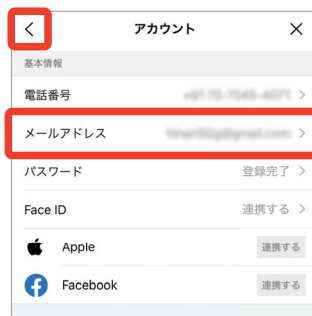 アカウント
基本情報
電話番号
メールアドレス
パスワード 登録完了
Face ID 連携する
Apple 連携する
Facebook 連携する